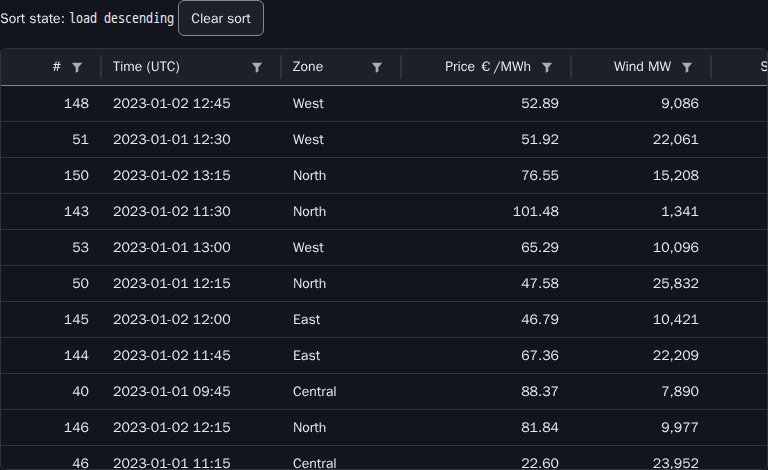 Sort state: load descending Clear sort
# Time (UTC) Zone Price €/MWh Wind MW S
148 2023-01-02 12:45 West 52.89 9,086
51 2023-01-01 12:30 West 51.92 22,061
150 2023-01-02 13:15 North 76.55 15,208
143 2023-01-02 11:30 North 101.48 1,341
53 2023-01-01 13:00 West 65.29 10,096
50 2023-01-01 12:15 North 47.58 25,832
145 2023-01-02 12:00 East 46.79 10,421
144 2023-01-02 11:45 East 67.36 22,209
40 2023-01-01 09:45 Central 88.37 7,890
146 2023-01-02 12:15 North 81.84 9,977
46 2023-01-01 11:15 Central 22.60 23,952